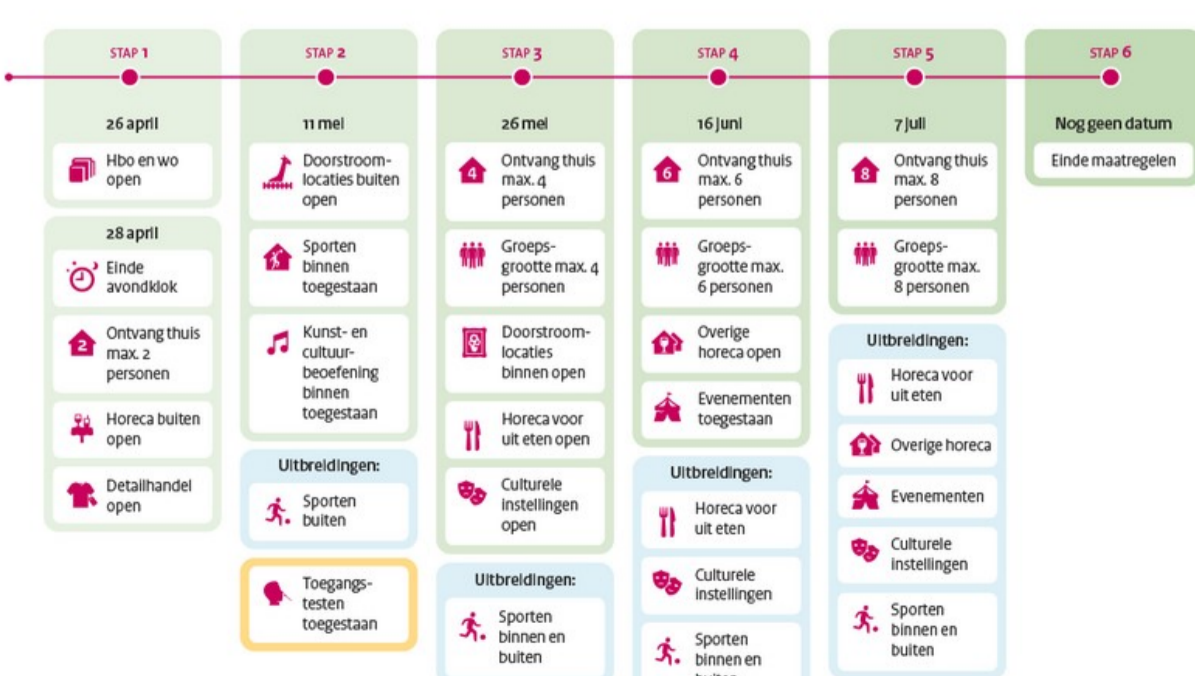 STAP 1
26 april
Hbo en wo
open
28 april
Einde
avondklok
2
Ontvang thuis
max. 2
personen
Horeca buiten
open
Detailhandel
open
STAP 2
11 mei
Doorstroom-
locaties buiten
open
Sporten
binnen
toegestaan
Kunst- en
cultuur-
beoefening
binnen
toegestaan
Uitbreidingen:
Sporten
buiten
Toegangs-
testen
toegestaan
STAP 3
26 mei
4
Ontvang thuis
max. 4
personen
Groeps-
grootte max. 4
personen
Doorstroom-
locaties
binnen open
Horeca voor
uit eten open
Culturele
instellingen
open
Uitbreidingen:
Sporten
binnen en
buiten
STAP 4
16 juni
6
Ontvang thuis
max. 6
personen
Groeps-
grootte max.
6 personen
Overige
horeca open
Evenementen
toegestaan
Uitbreidingen:
Horeca voor
uit eten
Culturele
instellingen
Sporten
binnen en
STAP 5
7 juli
8
Ontvang thuis
max. 8
personen
Groeps-
grootte max.
8 personen
Uitbreidingen:
Horeca voor
uit eten
Overige horeca
Evenementen
Culturele
instellingen
Sporten
binnen en
buiten
STAP 6
Nog geen datum
Einde maatregelen